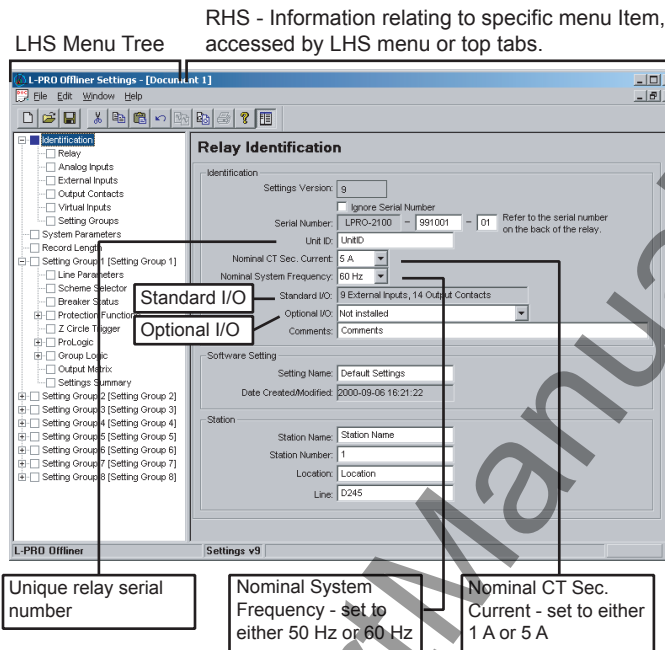 RHS - Information relating to specific menu Item,
LHS Menu Tree
accessed by LHS menu or top tabs.
L-PRO Offliner Settings - [Document 1]
File Edit Window Help
Identification
Relay
Analog Inputs
External Inputs
Output Contacts
Virtual Inputs
Setting Groups
System Parameters
Record Length
Setting Group 1 [Setting Group 1]
Line Parameters
Scheme Selector
Breaker Status
Protection Functions
Z Circle Trigger
ProLogic
Group Logic
Output Matrix
Settings Summary
Setting Group 2 [Setting Group 2]
Setting Group 3 [Setting Group 3]
Setting Group 4 [Setting Group 4]
Setting Group 5 [Setting Group 5]
Setting Group 6 [Setting Group 6]
Setting Group 7 [Setting Group 7]
Setting Group 8 [Setting Group 8]
Relay Identification
Identification
Settings Version: 9
Ignore Serial Number
Serial Number: LPRO-2100 - 991001 - 01 Refer to the serial number
on the back of the relay.
Unit ID: UnitID
Nominal CT Sec. Current: 5 A
Nominal System Frequency: 60 Hz
Standard I/O
Standard I/O: 9 External Inputs, 14 Output Contacts
Optional I/O
Optional I/O: Not installed
Comments: Comments
Software Setting
Setting Name: Default Settings
Date Created/Modified: 2000-09-06 16:21:22
Station
Station Name: Station Name
Station Number: 1
Location: Location
Line: D245
L-PRO Offliner Settings v9
Unique relay serial
number
Nominal System
Frequency - set to
either 50 Hz or 60 Hz
Nominal CT Sec.
Current - set to either
1 A or 5 A